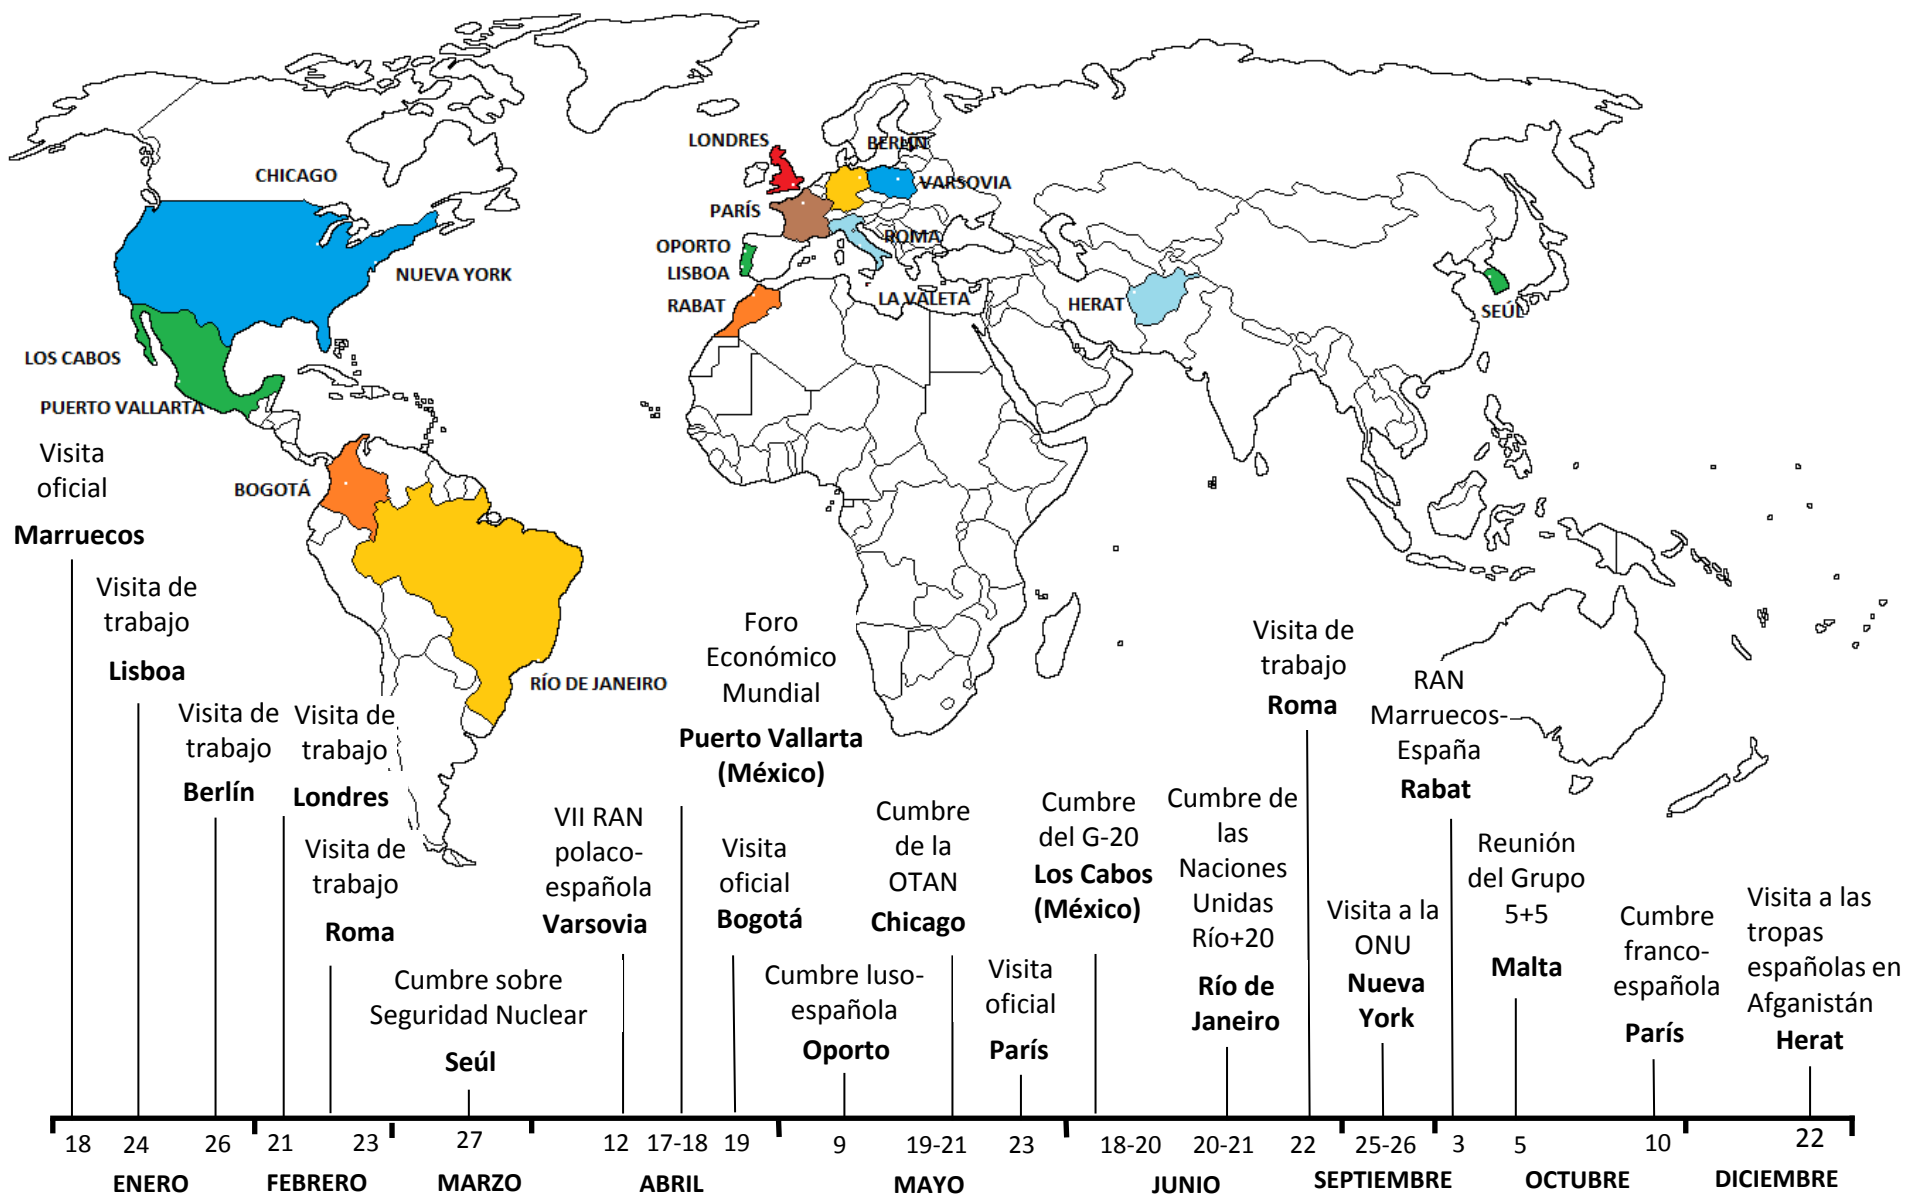 LONDRES
BERLÍN
CHICAGO
VARSOVIA
PARÍS
ROMA
OPORTO
LISBOA
NUEVA YORK
RABAT
LA VALETA
HERAT
SEÚL
LOS CABOS
PUERTO VALLARTA
BOGOTÁ
RÍO DE JANEIRO
Visita
oficial
Marruecos
Visita de
trabajo
Lisboa
Visita de
trabajo
Berlín
Visita de
trabajo
Londres
Visita de
trabajo
Roma
Cumbre sobre
Seguridad Nuclear
Seúl
VII RAN
polaco-
española
Varsovia
Foro
Económico
Mundial
Puerto Vallarta
(México)
Visita
oficial
Bogotá
Cumbre luso-
española
Oporto
Cumbre
de la
OTAN
Chicago
Visita
oficial
París
Cumbre
del G-20
Los Cabos
(México)
Cumbre de
las
Naciones
Unidas
Río+20
Río de
Janeiro
Visita de
trabajo
Roma
Visita a la
ONU
Nueva
York
RAN
Marruecos-
España
Rabat
Reunión
del Grupo
5+5
Malta
Cumbre
franco-
española
París
Visita a las
tropas
españolas en
Afganistán
Herat
18 24 26 21 23 27 12 17-18 19 9 19-21 23 18-20 20-21 22 25-26 3 5 10 22
ENERO FEBRERO MARZO ABRIL MAYO JUNIO SEPTIEMBRE OCTUBRE DICIEMBRE